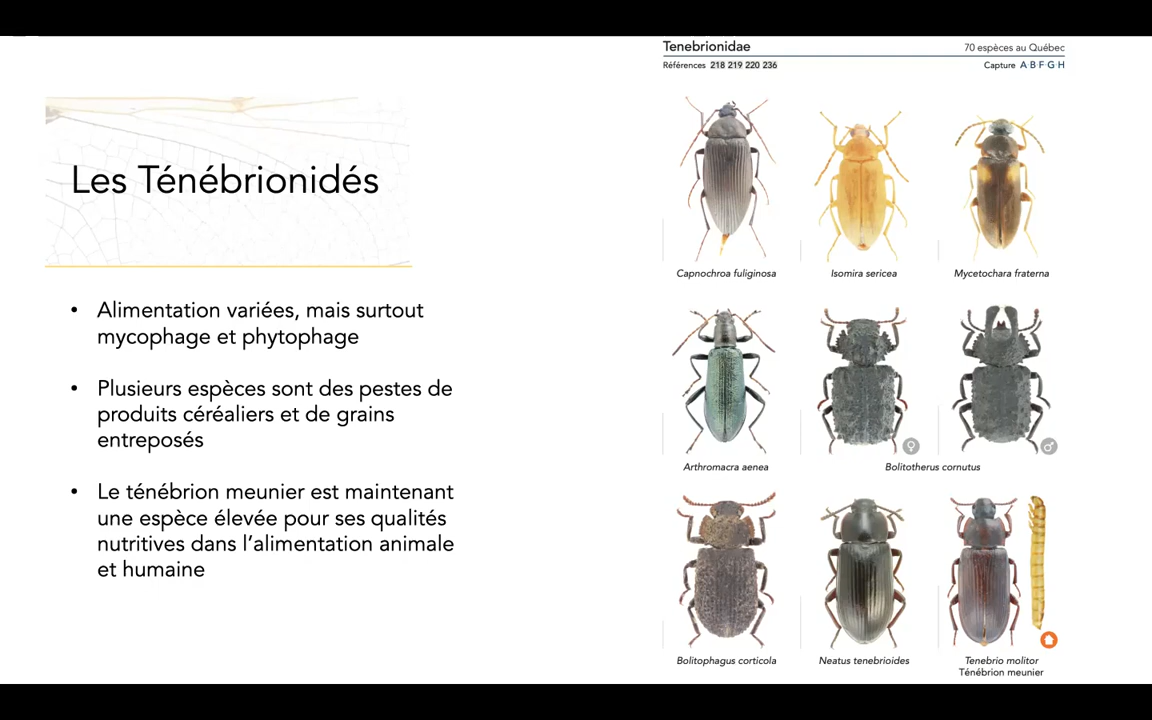 Les Ténébrionidés
• Alimentation variées, mais surtout
mycophage et phytophage
• Plusieurs espèces sont des pestes de
produits céréaliers et de grains
entreposés
• Le ténébrion meunier est maintenant
une espèce élevée pour ses qualités
nutritives dans l'alimentation animale
et humaine
Tenebrionidae 70 espèces au Québec
Références 218 219 220 236 Capture A B F G H
Capnochroa fuliginosa Isomira sericea Mycetochara fraterna
♀ ♂
Arthromacra aenea Bolitotherus cornutus
Bolitophagus corticola Neatus tenebrioides Tenebrio molitor
Ténébrion meunier